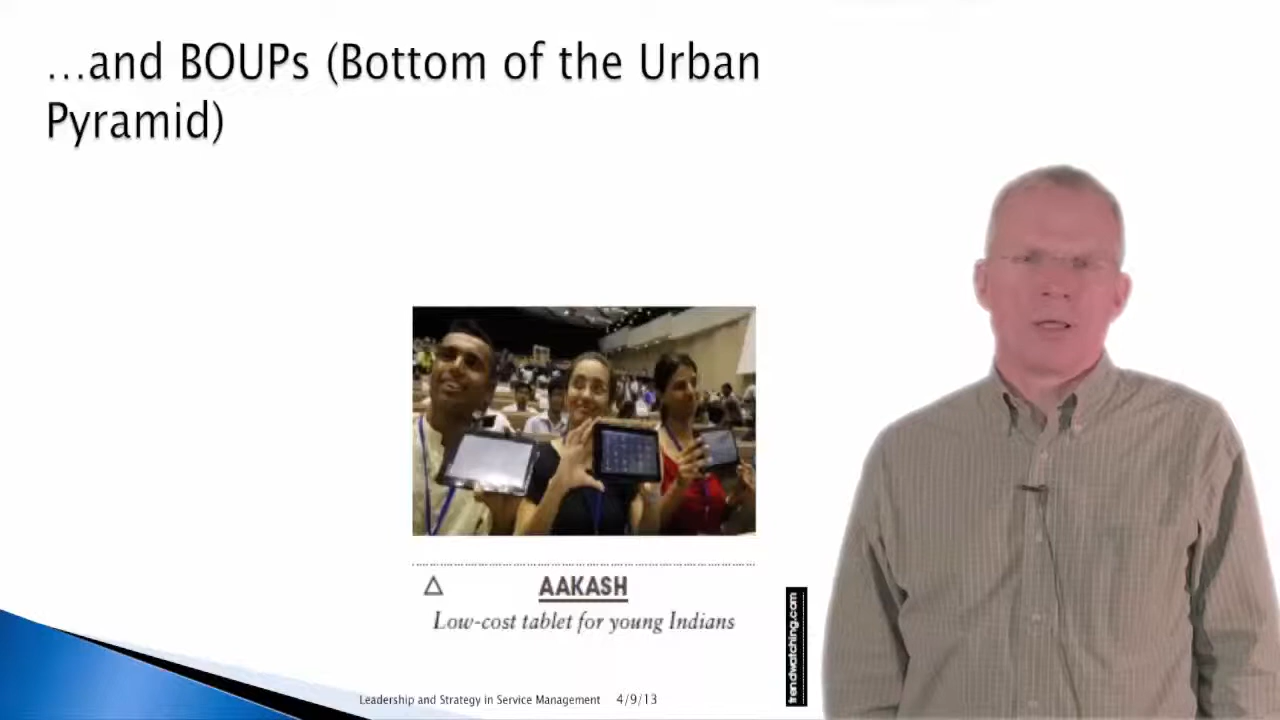 …and BOUPs (Bottom of the Urban
Pyramid)
AAKASH
Low-cost tablet for young Indians
trendwatching.com
Leadership and Strategy in Service Management 4/9/13